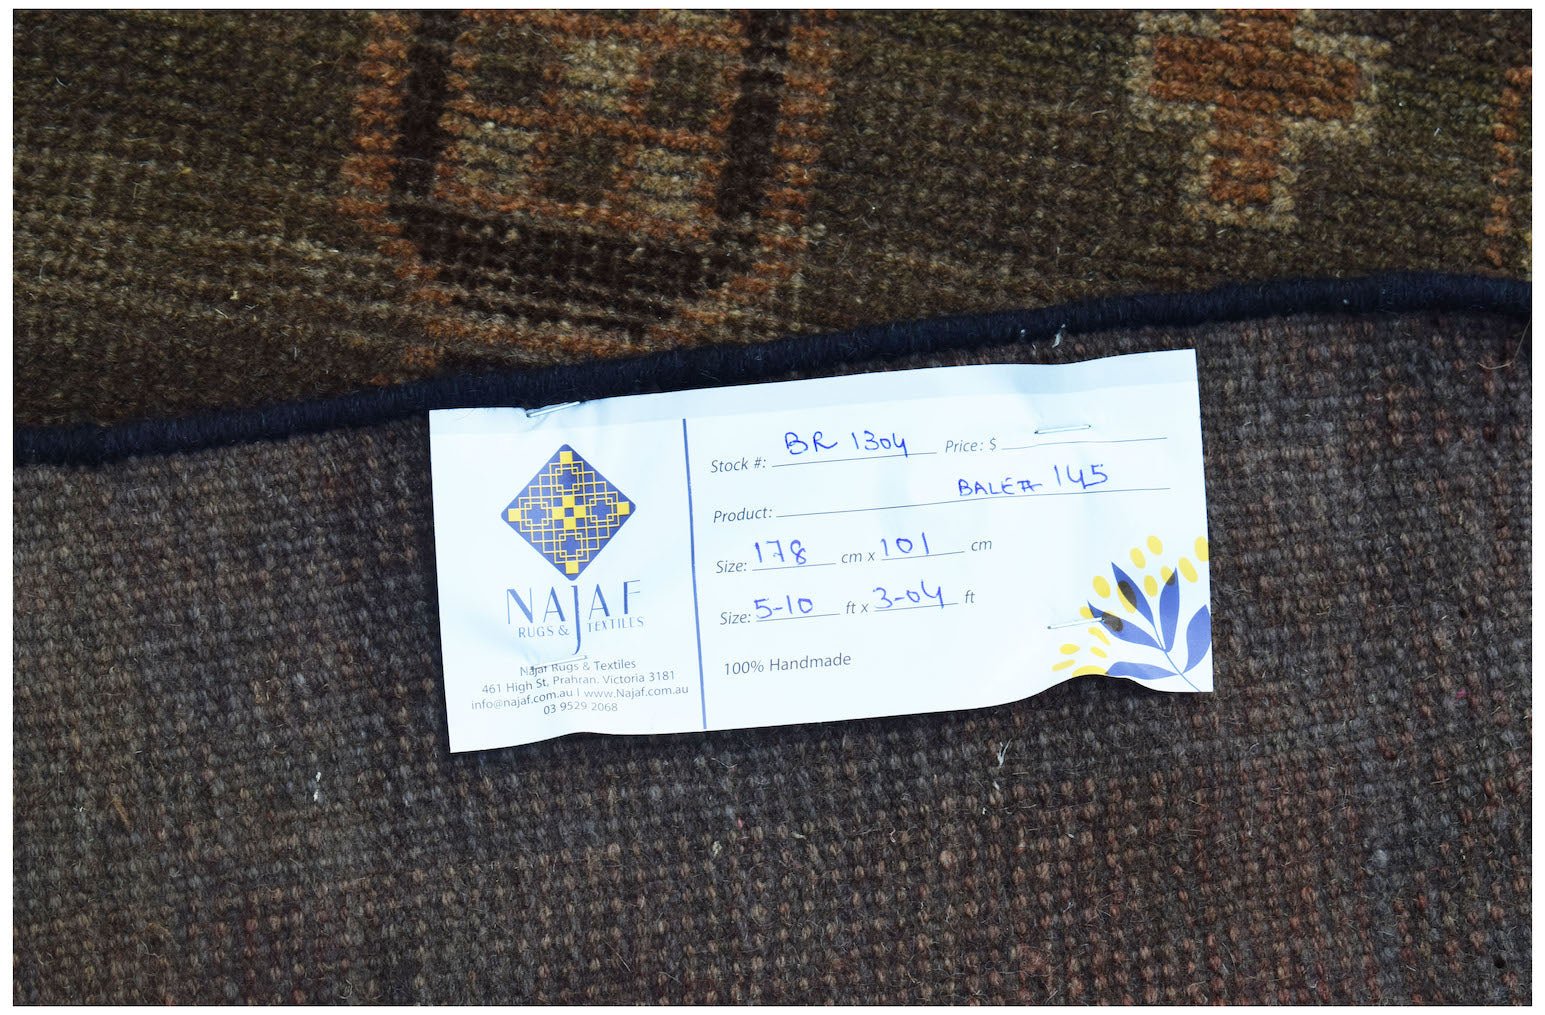 NAJAF
RUGS & TEXTILES
Najaf Rugs & Textiles
461 High St, Prahran. Victoria 3181
info@najaf.com.au | www.Najaf.com.au
03 9529 2068
Stock #: BR 1304 Price: $
BALE# 145
Product:
Size: 178 cm x 101 cm
Size: 5-10 ft x 3-04 ft
100% Handmade